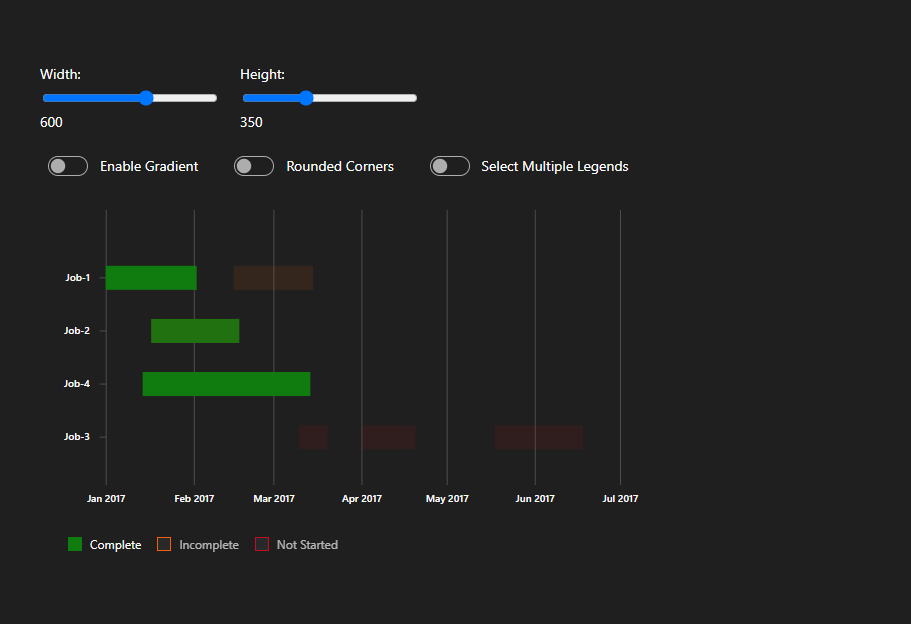 Width: Height:
600 350
Enable Gradient Rounded Corners Select Multiple Legends
Job-1
Job-2
Job-4
Job-3
Jan 2017 Feb 2017 Mar 2017 Apr 2017 May 2017 Jun 2017 Jul 2017
Complete Incomplete Not Started